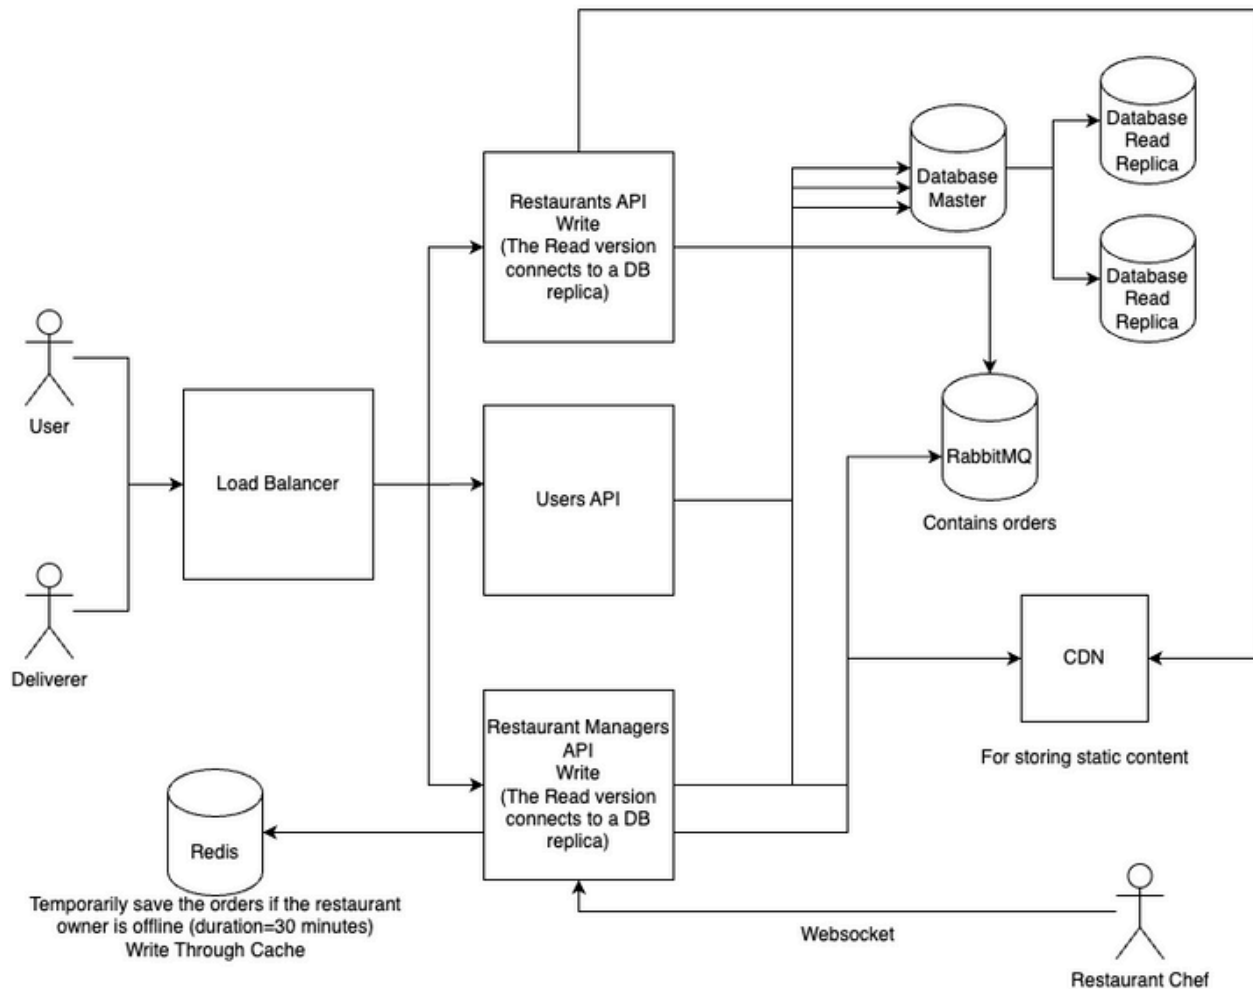 Database
Read
Replica
Database
Master
Restaurants API
Write
(The Read version
connects to a DB
replica)
Database
Read
Replica
User
Load Balancer
Users API
RabbitMQ
Contains orders
Deliverer
CDN
For storing static content
Restaurant Managers
API
Write
(The Read version
connects to a DB
replica)
Redis
Temporarily save the orders if the restaurant
owner is offline (duration=30 minutes)
Write Through Cache
Websocket
Restaurant Chef